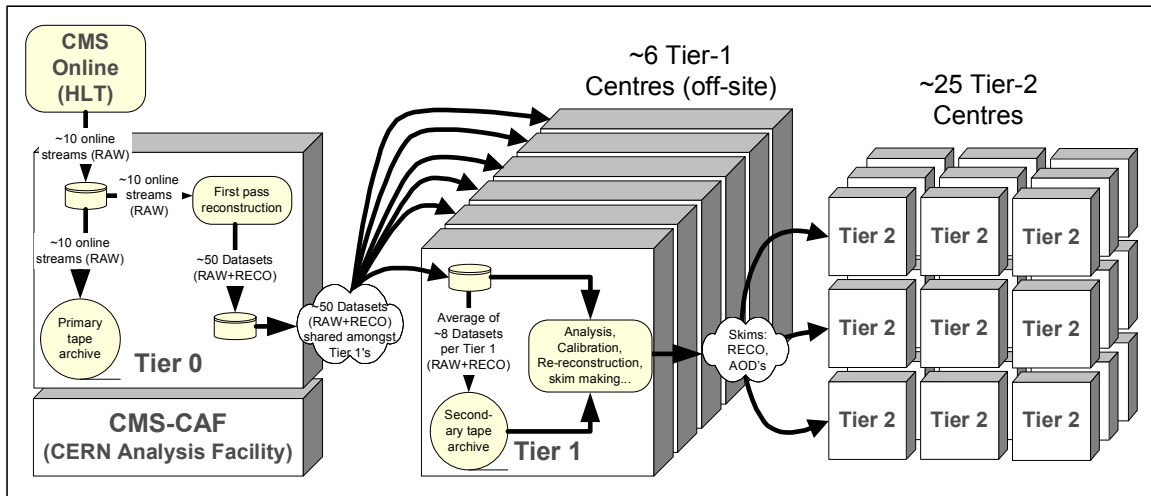 CMS
Online
(HLT)
~10 online
streams (RAW)
~10 online
streams
(RAW)
First pass
reconstruction
~10 online
streams (RAW)
~50 Datasets
(RAW+RECO)
Primary
tape
archive
Tier 0
CMS-CAF
(CERN Analysis Facility)
~50 Datasets
(RAW+RECO)
shared amongst
Tier 1's
~6 Tier-1
Centres (off-site)
Average of
~8 Datasets
per Tier 1
(RAW+RECO)
Analysis,
Calibration,
Re-reconstruction,
skim making...
Second-
ary tape
archive
Tier 1
Skims:
RECO,
AOD's
~25 Tier-2
Centres
Tier 2 Tier 2 Tier 2
Tier 2 Tier 2 Tier 2
Tier 2 Tier 2 Tier 2